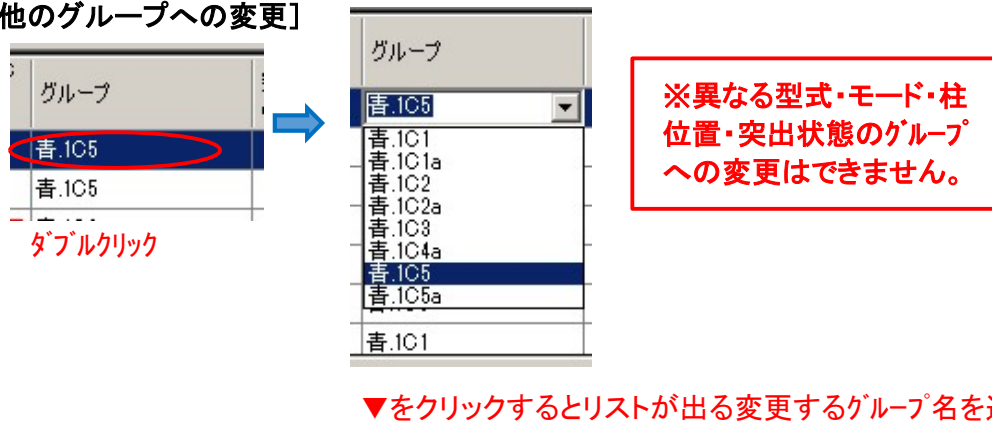 他のグループへの変更]
グループ
青.1C5
青.1C5
ﾀﾞﾌﾞﾙｸﾘｯｸ
グループ
青.1C5
青.1C1
青.1C1a
青.1C2
青.1C2a
青.1C3
青.1C4a
青.1C5
青.1C5a
青.1C1
※異なる型式・モード・柱
位置・突出状態のｸﾞﾙｰﾌﾟ
への変更はできません。
▼をクリックするとリストが出る変更するｸﾞﾙｰﾌﾟ名を